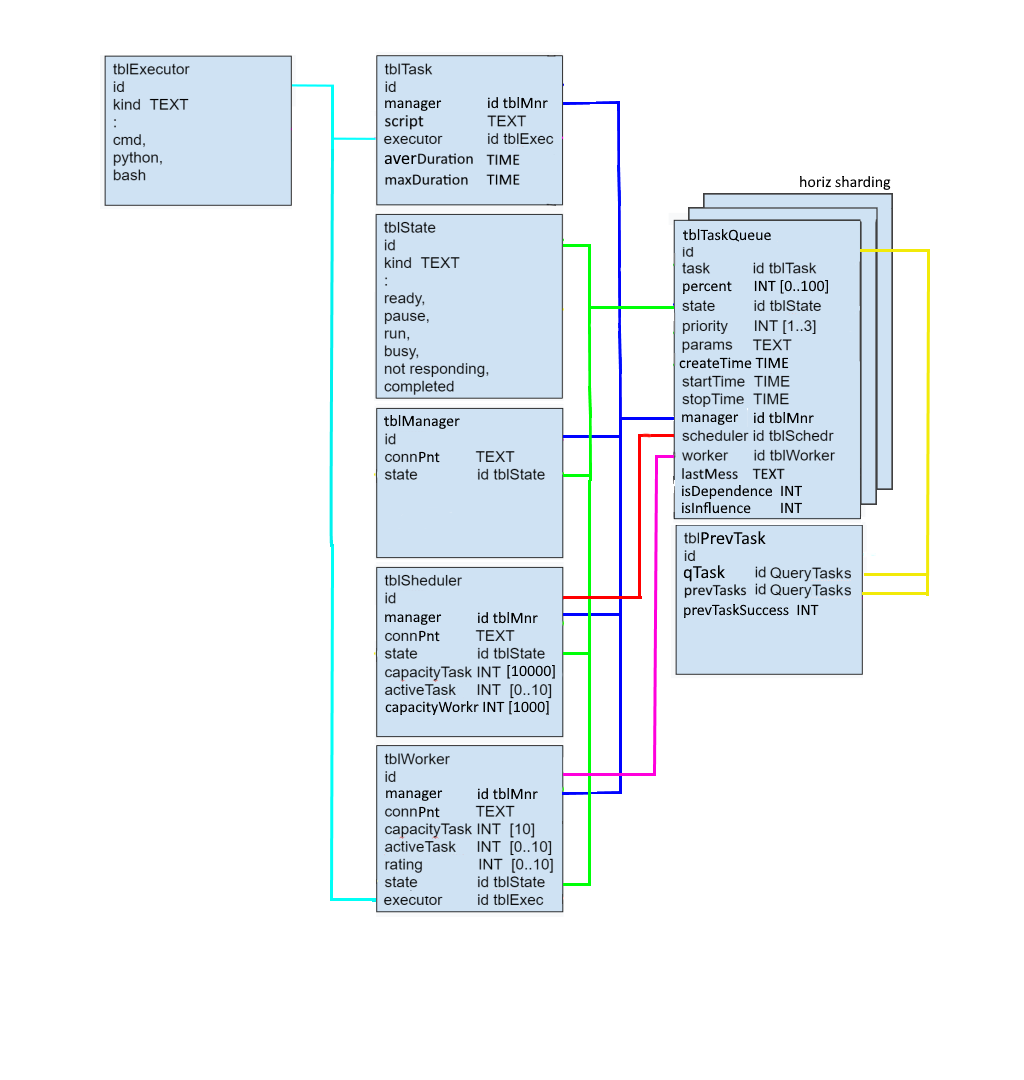 tblExecutor
id
kind TEXT
:
cmd,
python,
bash
tblTask
id
manager id tblMnr
script TEXT
executor id tblExec
averDuration TIME
maxDuration TIME
tblState
id
kind TEXT
:
ready,
pause,
run,
busy,
not responding,
completed
tblManager
id
connPnt TEXT
state id tblState
tblSheduler
id
manager id tblMnr
connPnt TEXT
state id tblState
capacityTask INT [10000]
activeTask INT [0..10]
capacityWorkr INT [1000]
tblWorker
id
manager id tblMnr
connPnt TEXT
capacityTask INT [10]
activeTask INT [0..10]
rating INT [0..10]
state id tblState
executor id tblExec
horiz sharding
tblTaskQueue
id
task id tblTask
percent INT [0..100]
state id tblState
priority INT [1..3]
params TEXT
createTime TIME
startTime TIME
stopTime TIME
manager id tblMnr
scheduler id tblSchedr
worker id tblWorker
lastMess TEXT
isDependence INT
isInfluence INT
tblPrevTask
id
qTask id QueryTasks
prevTasks id QueryTasks
prevTaskSuccess INT